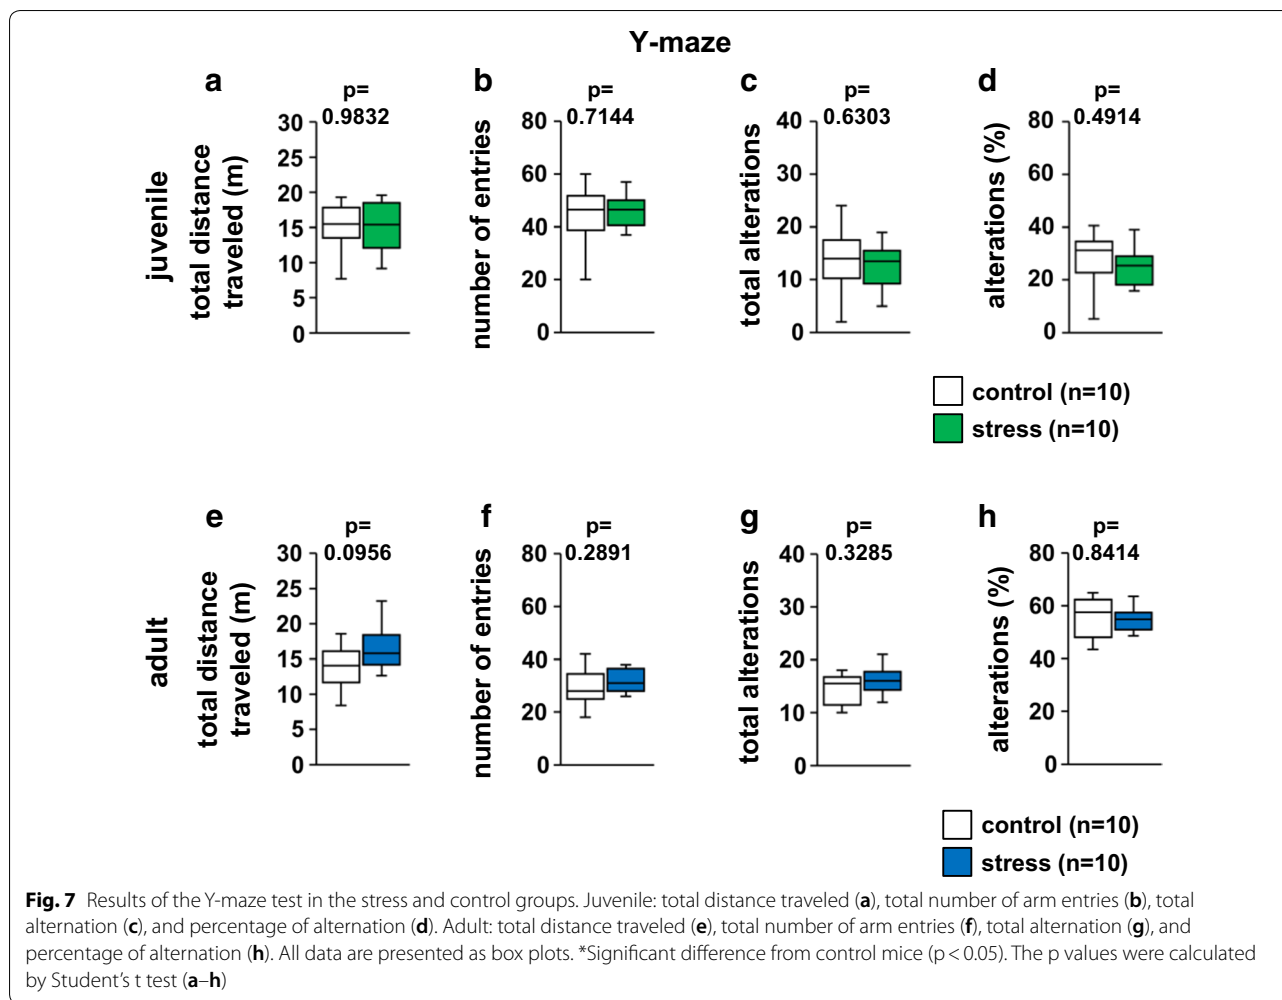 Y-maze
a
p=
0.9832
juvenile
total distance
traveled (m)
30
25
20
15
10
5
0
b
p=
0.7144
number of entries
80
60
40
20
0
c
p=
0.6303
total alterations
40
30
20
10
0
d
p=
0.4914
alterations (%)
80
60
40
20
0
control (n=10)
stress (n=10)
e
p=
0.0956
adult
total distance
traveled (m)
30
25
20
15
10
5
0
f
p=
0.2891
number of entries
80
60
40
20
0
g
p=
0.3285
total alterations
40
30
20
10
0
h
p=
0.8414
alterations (%)
80
60
40
20
0
control (n=10)
stress (n=10)
Fig. 7 Results of the Y-maze test in the stress and control groups. Juvenile: total distance traveled (a), total number of arm entries (b), total
alternation (c), and percentage of alternation (d). Adult: total distance traveled (e), total number of arm entries (f), total alternation (g), and
percentage of alternation (h). All data are presented as box plots. *Significant difference from control mice (p < 0.05). The p values were calculated
by Student’s t test (a–h)